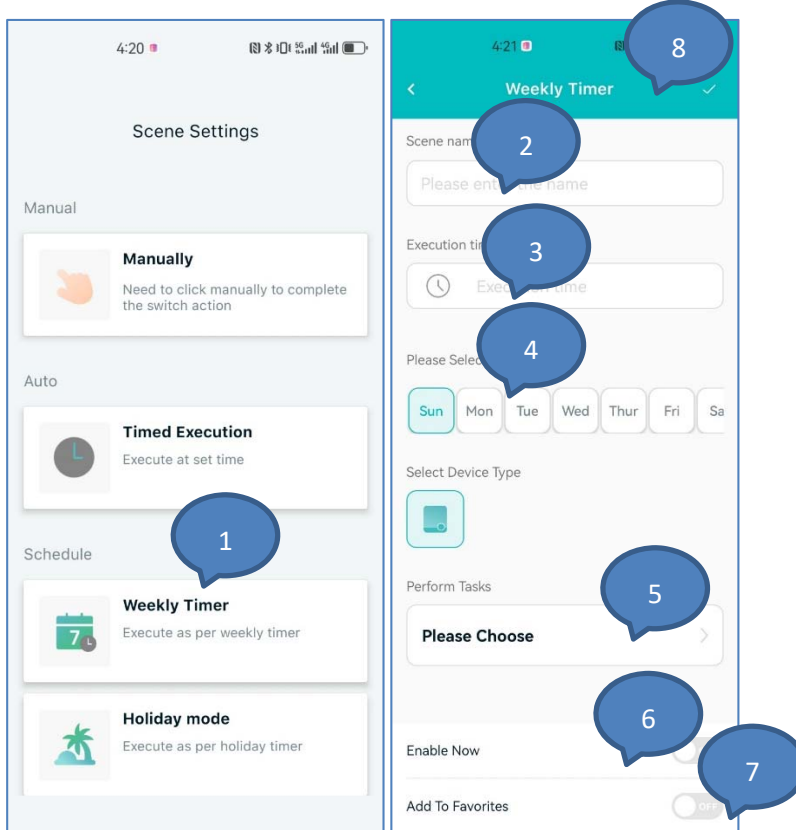 4:20
5G
4G
Scene Settings
Manual
Manually
Need to click manually to complete
the switch action
Auto
Timed Execution
Execute at set time
1
Schedule
Weekly Timer
7
Execute as per weekly timer
Holiday mode
Execute as per holiday timer
4:21
8
Weekly Timer
Scene nam
2
Please ent the name
Execution ti
3
Exec n time
Please Selec
4
Sun Mon Tue Wed Thur Fri Sa
Select Device Type
Perform Tasks
5
Please Choose
6
Enable Now
7
Add To Favorites
OFF